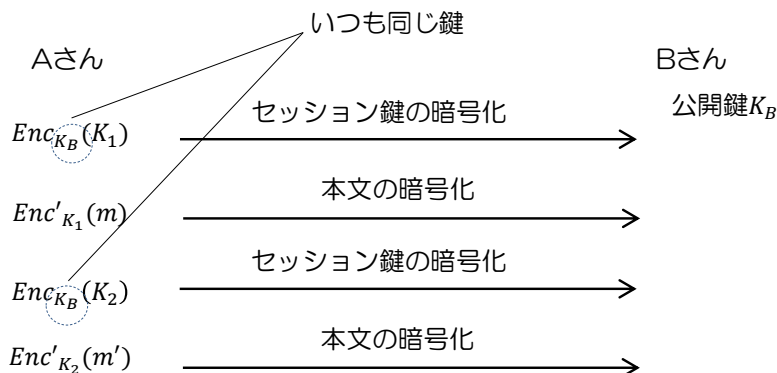 いつも同じ鍵
Aさん
Bさん
セッション鍵の暗号化
公開鍵K_B
Enc_{K_B}(K_1)
本文の暗号化
Enc'_{K_1}(m)
セッション鍵の暗号化
Enc_{K_B}(K_2)
本文の暗号化
Enc'_{K_2}(m')